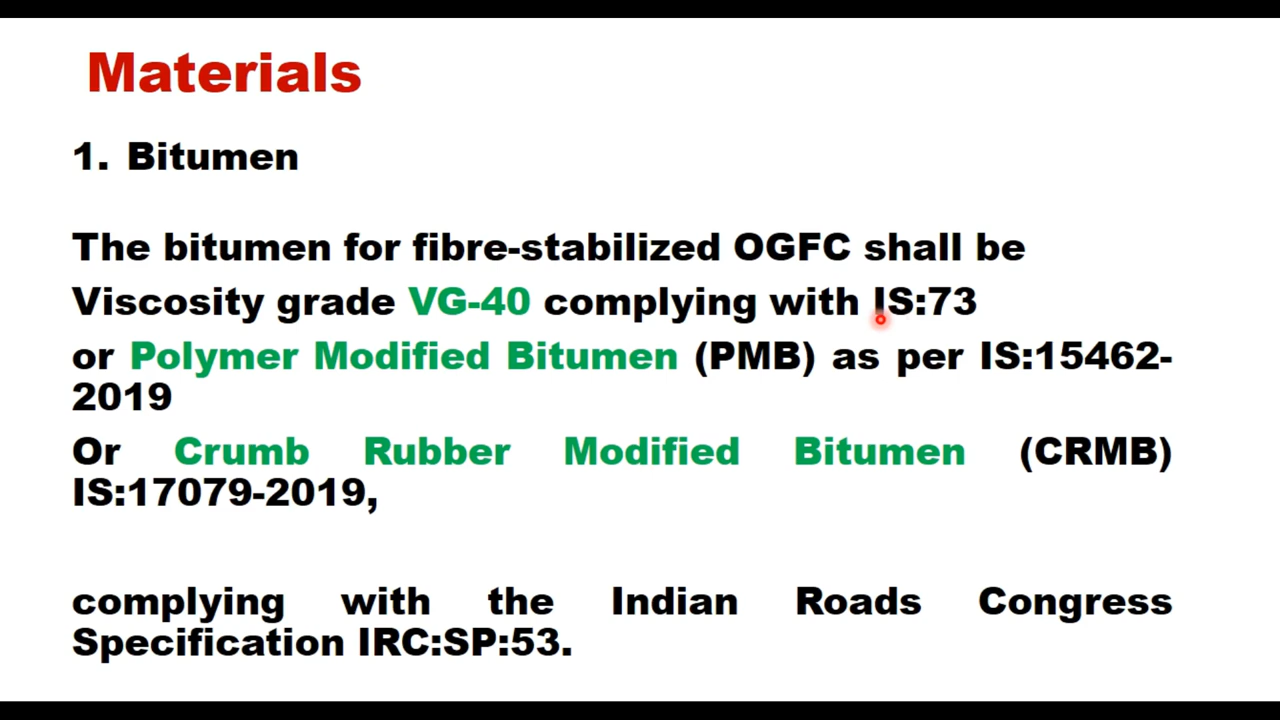 Materials
1. Bitumen
The bitumen for fibre-stabilized OGFC shall be
Viscosity grade VG-40 complying with IS:73
or Polymer Modified Bitumen (PMB) as per IS:15462-
2019
Or Crumb Rubber Modified Bitumen (CRMB)
IS:17079-2019,
complying with the Indian Roads Congress
Specification IRC:SP:53.